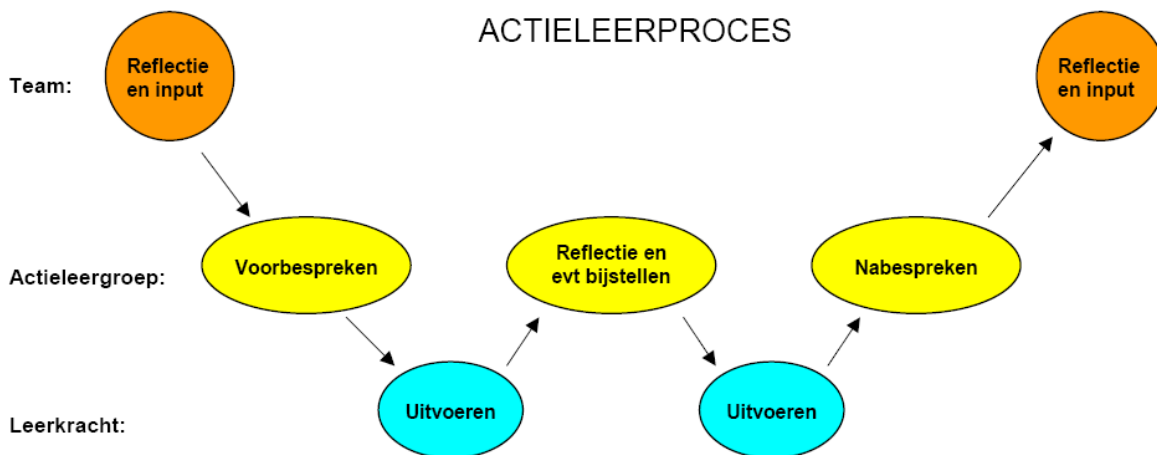 ACTIELEERPROCES
Team:
Reflectie
en input
Reflectie
en input
Actieleergroep:
Voorbespreken
Reflectie en
evt bijstellen
Nabespreken
Leerkracht:
Uitvoeren
Uitvoeren